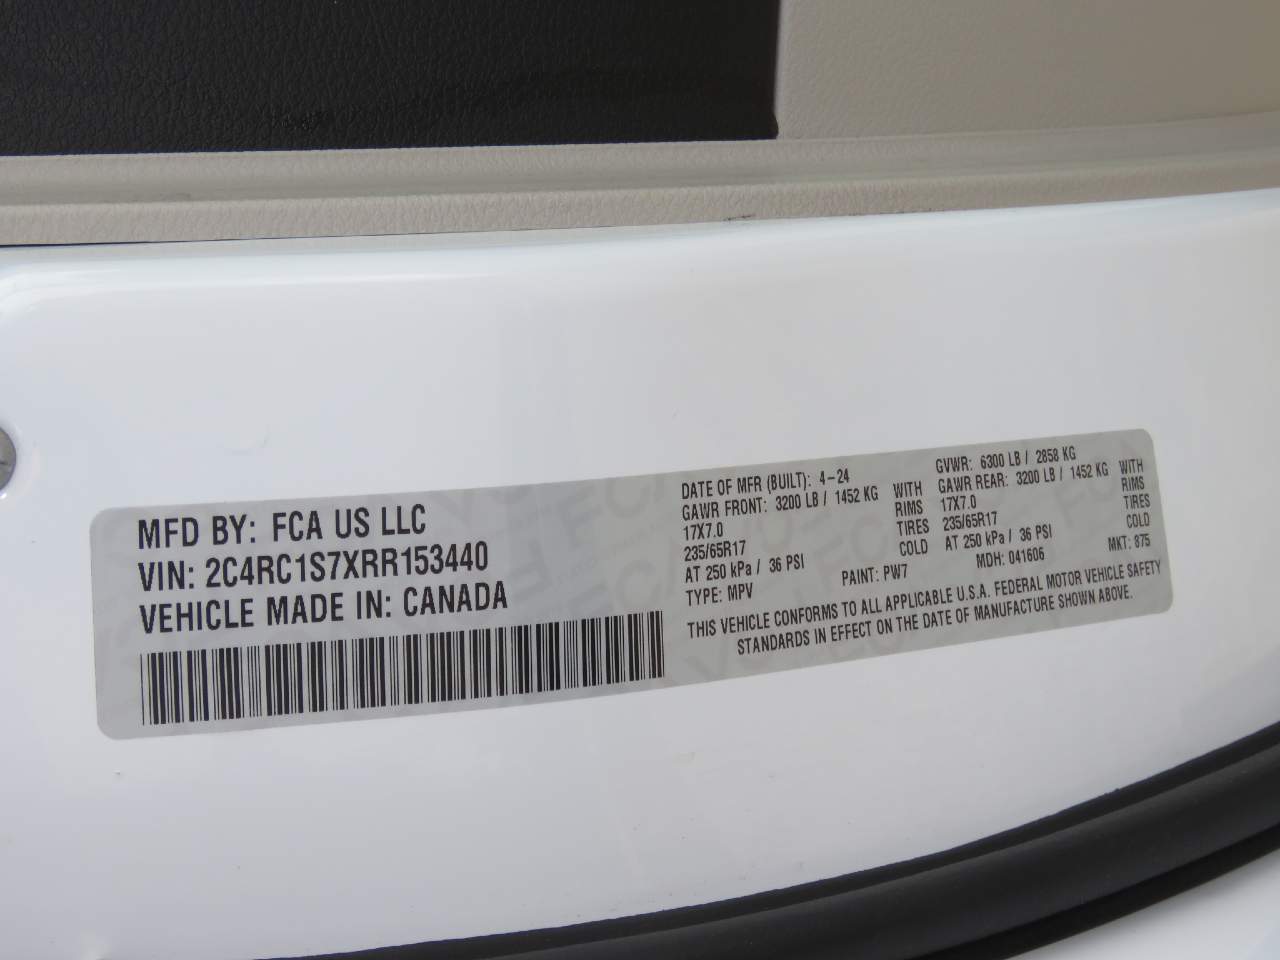 MFD BY: FCA US LLC
VIN: 2C4RC1S7XRR153440
VEHICLE MADE IN: CANADA
DATE OF MFR (BUILT): 4-24
GVWR: 6300 LB / 2858 KG
GAWR FRONT: 3200 LB / 1452 KG WITH
17X7.0 RIMS
235/65R17 TIRES
AT 250 kPa / 36 PSI COLD
GAWR REAR: 3200 LB / 1452 KG WITH
17X7.0 RIMS
235/65R17 TIRES
AT 250 kPa / 36 PSI COLD
TYPE: MPV PAINT: PW7 MDH: 041606 MKT: 875
THIS VEHICLE CONFORMS TO ALL APPLICABLE U.S.A. FEDERAL MOTOR VEHICLE SAFETY
STANDARDS IN EFFECT ON THE DATE OF MANUFACTURE SHOWN ABOVE.